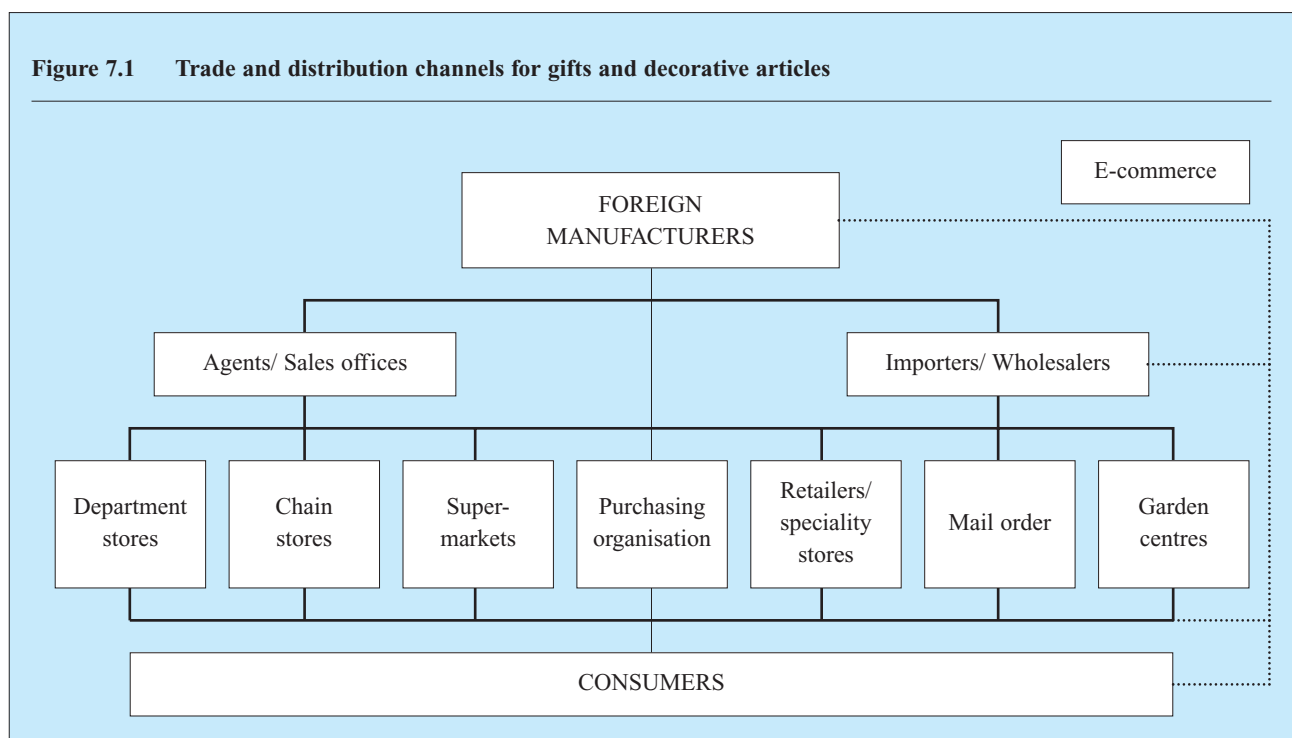 Figure 7.1 Trade and distribution channels for gifts and decorative articles
E-commerce
FOREIGN
MANUFACTURERS
Agents/ Sales offices
Importers/ Wholesalers
Department
stores
Chain
stores
Super-
markets
Purchasing
organisation
Retailers/
speciality
stores
Mail order
Garden
centres
CONSUMERS